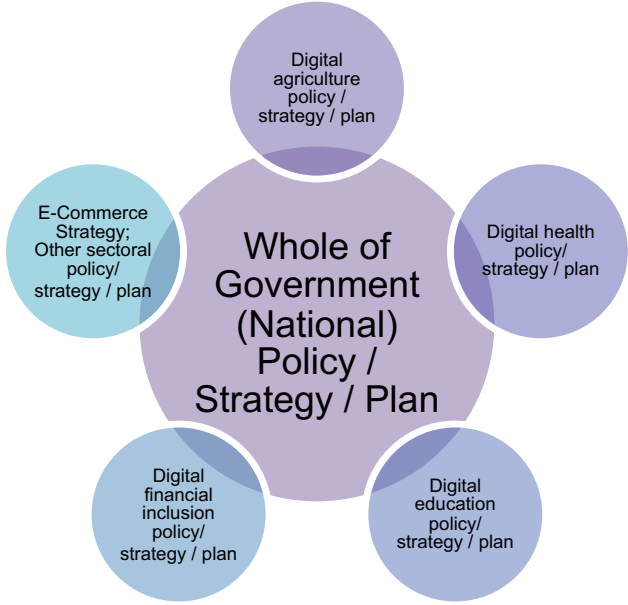 Digital
agriculture
policy /
strategy / plan
E-Commerce
Strategy;
Other sectoral
policy/
strategy / plan
Whole of
Government
(National)
Policy /
Strategy / Plan
Digital health
policy/
strategy / plan
Digital
financial
inclusion
policy/
strategy / plan
Digital
education
policy/
strategy / plan